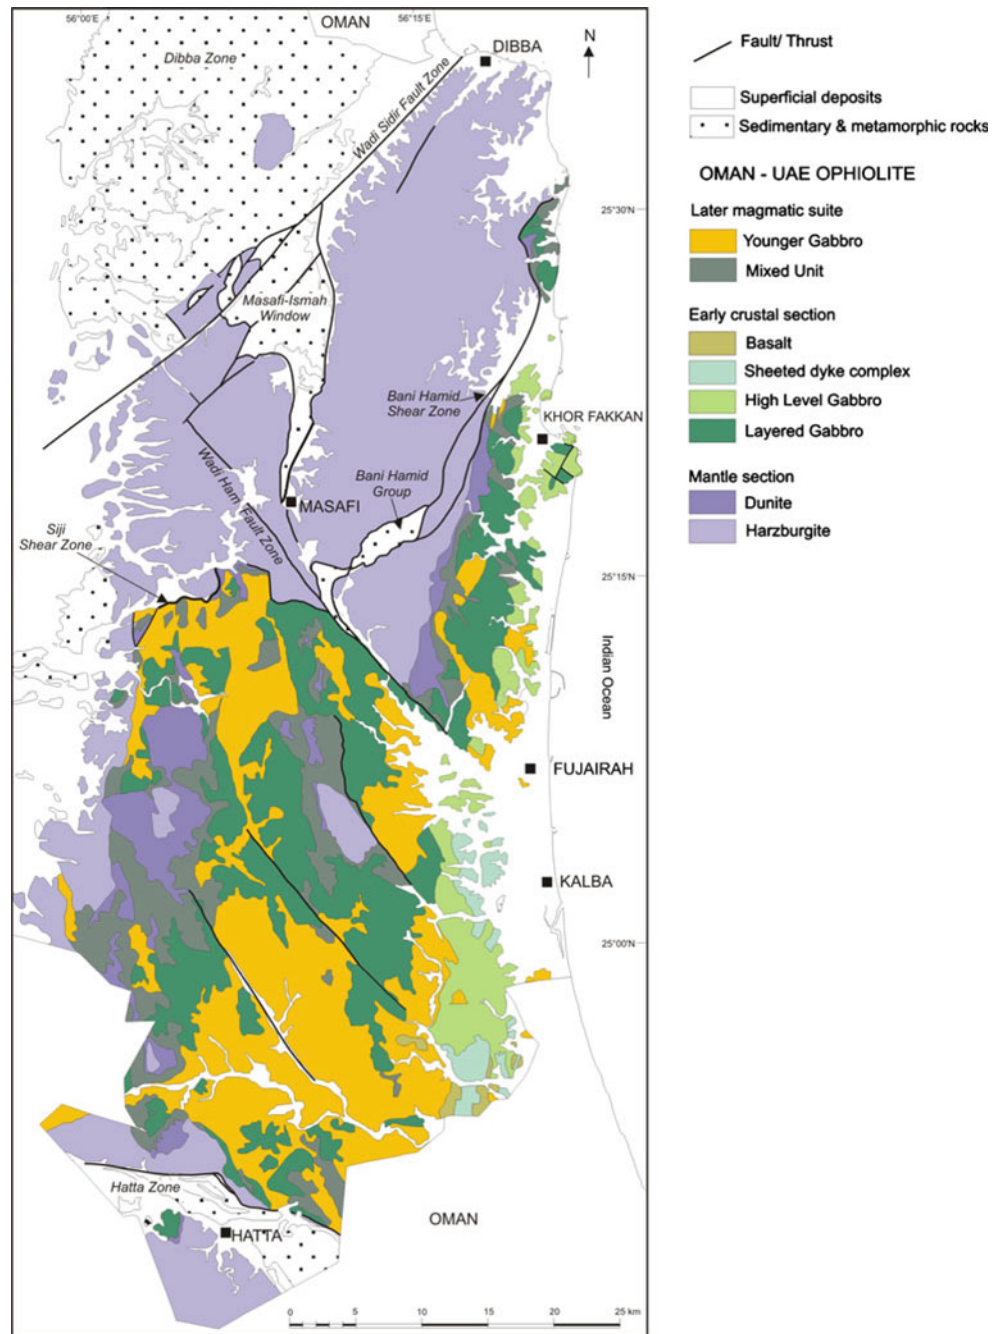 56°00'E
OMAN
56°15'E
DIBBA
N
Dibba Zone
Wadi Sidir Fault Zone
25°30'N
Masafi-Ismah
Window
Bani Hamid
Shear Zone
KHOR FAKKAN
Wadi Ham Fault Zone
Bani Hamid
Group
MASAFI
Siji
Shear Zone
25°15'N
Indian Ocean
FUJAIRAH
KALBA
25°00'N
Hatta Zone
HATTA
OMAN
0 5 10 15 20 25 km
Fault/ Thrust
Superficial deposits
Sedimentary & metamorphic rocks
OMAN - UAE OPHIOLITE
Later magmatic suite
Younger Gabbro
Mixed Unit
Early crustal section
Basalt
Sheeted dyke complex
High Level Gabbro
Layered Gabbro
Mantle section
Dunite
Harzburgite